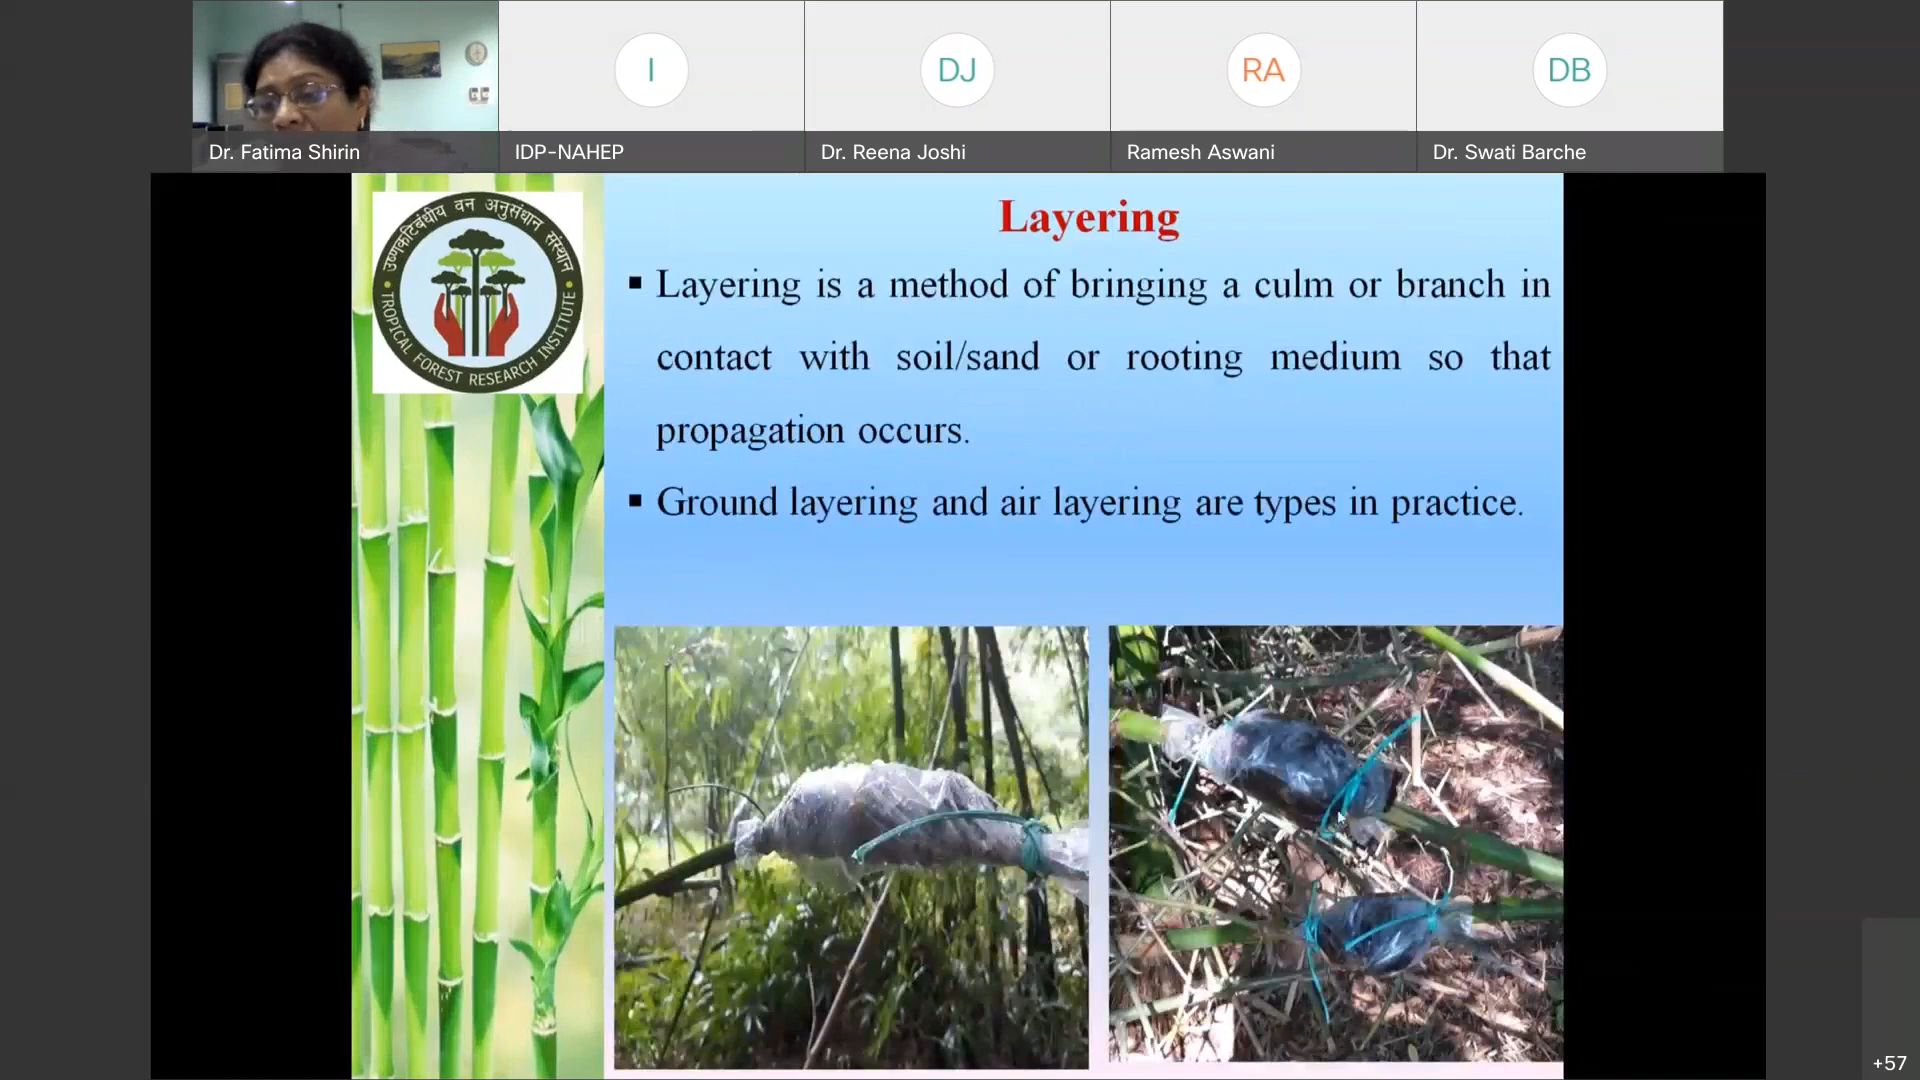 I
DJ
RA
DB
Dr. Fatima Shirin
IDP-NAHEP
Dr. Reena Joshi
Ramesh Aswani
Dr. Swati Barche
उष्णकटिबंधीय वन अनुसंधान संस्थान
TROPICAL FOREST RESEARCH INSTITUTE
Layering
▪ Layering is a method of bringing a culm or branch in
contact with soil/sand or rooting medium so that
propagation occurs.
▪ Ground layering and air layering are types in practice.
+57